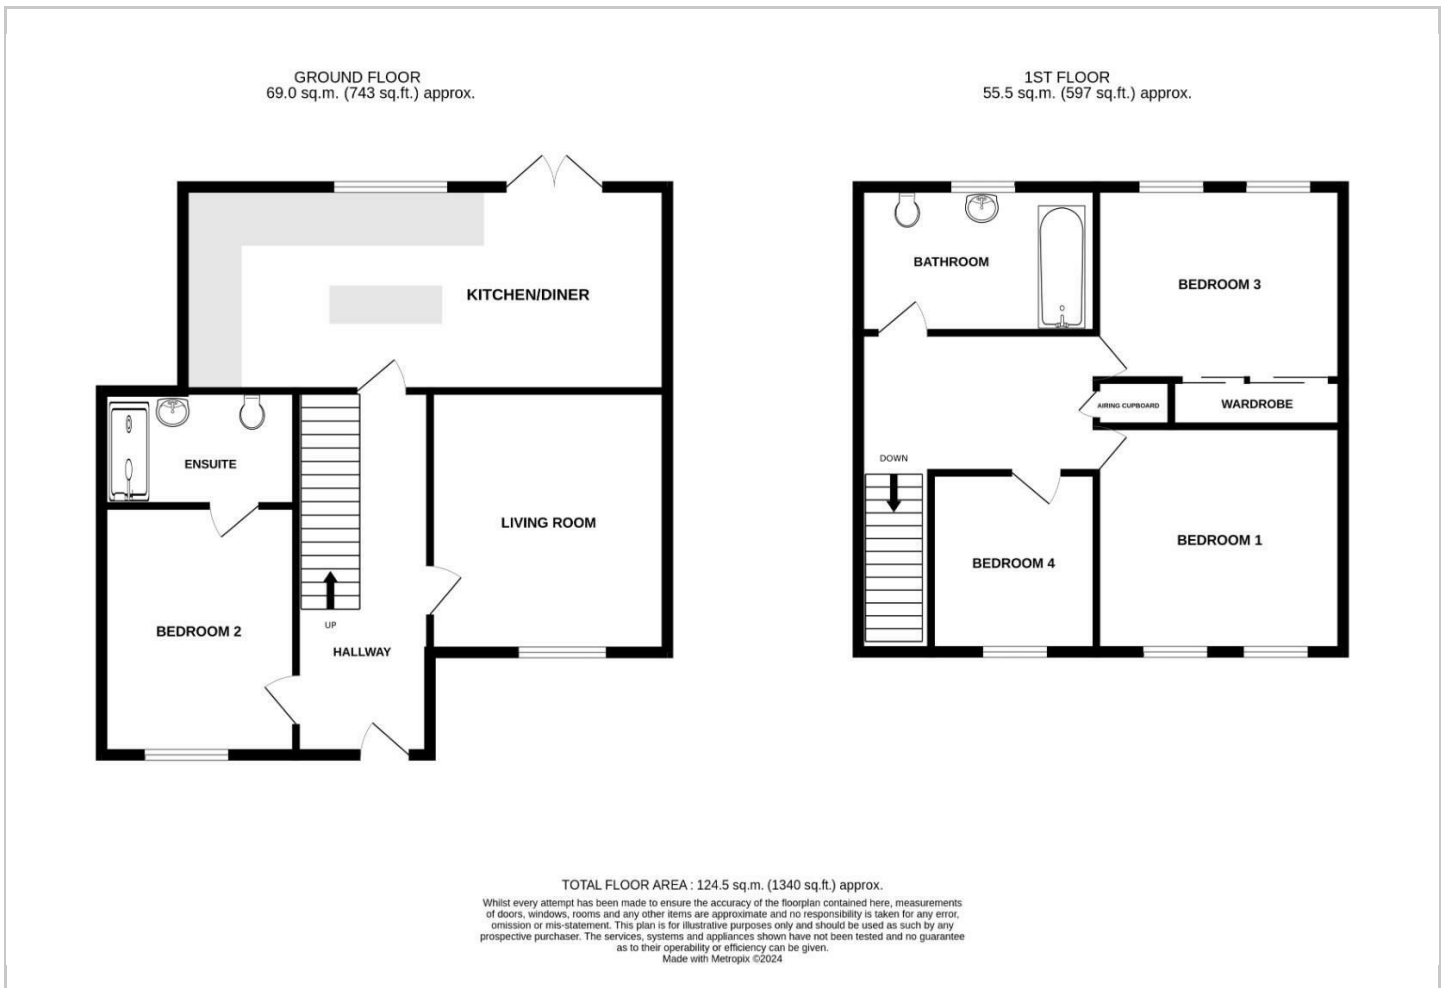 GROUND FLOOR
69.0 sq.m. (743 sq.ft.) approx.
1ST FLOOR
55.5 sq.m. (597 sq.ft.) approx.
KITCHEN/DINER
ENSUITE
LIVING ROOM
BEDROOM 2
UP
HALLWAY
BATHROOM
BEDROOM 3
AIRING CUPBOARD
WARDROBE
DOWN
BEDROOM 1
BEDROOM 4
TOTAL FLOOR AREA : 124.5 sq.m. (1340 sq.ft.) approx.
Whilst every attempt has been made to ensure the accuracy of the floorplan contained here, measurements
of doors, windows, rooms and any other items are approximate and no responsibility is taken for any error,
omission or mis-statement. This plan is for illustrative purposes only and should be used as such by any
prospective purchaser. The services, systems and appliances shown have not been tested and no guarantee
as to their operability or efficiency can be given.
Made with Metropix ©2024